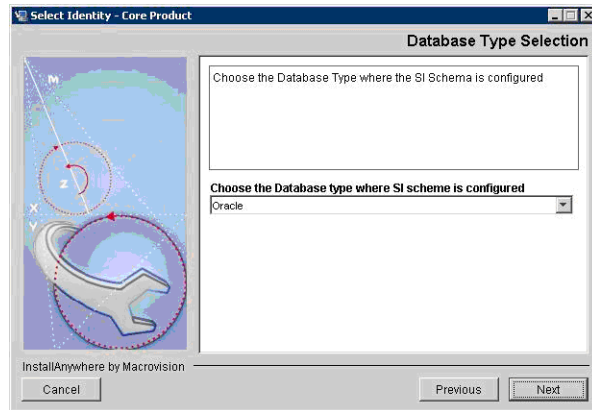 Select Identity - Core Product
Database Type Selection
Choose the Database Type where the SI Schema is configured
M
Z
X
Y
Choose the Database type where SI scheme is configured
Oracle
InstallAnywhere by Macrovision
Cancel
Previous
Next